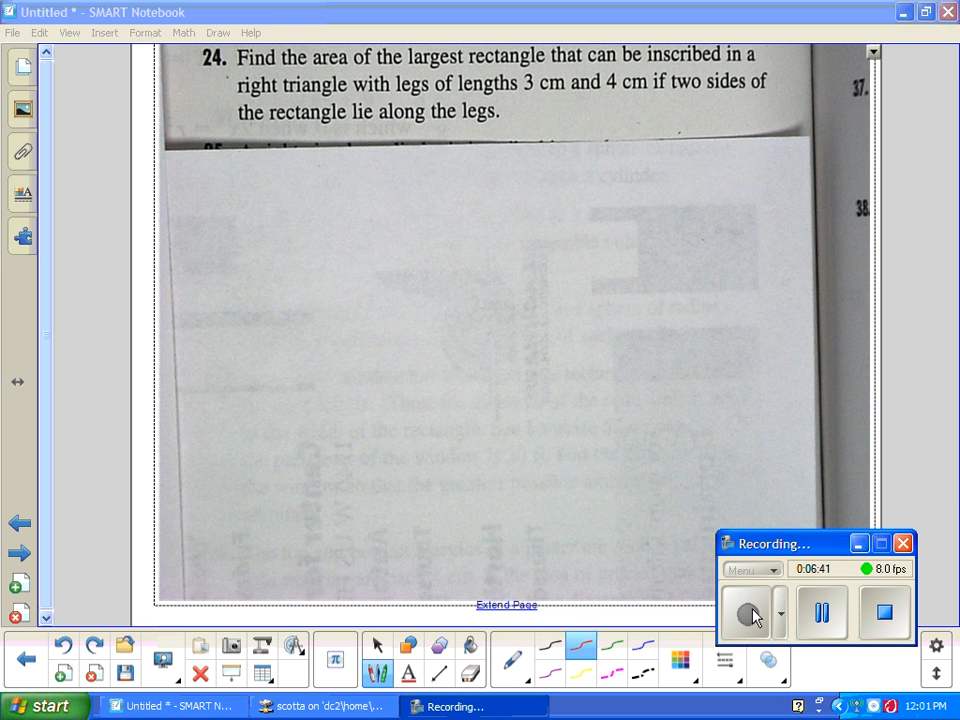 Untitled * - SMART Notebook
File Edit View Insert Format Math Draw Help
24. Find the area of the largest rectangle that can be inscribed in a
right triangle with legs of lengths 3 cm and 4 cm if two sides of
the rectangle lie along the legs.
37.
38.
Recording...
Menu
0:06:41
8.0 fps
Extend Page
start
Untitled * - SMART N...
scotta on 'dc2\home\...
Recording...
12:01 PM